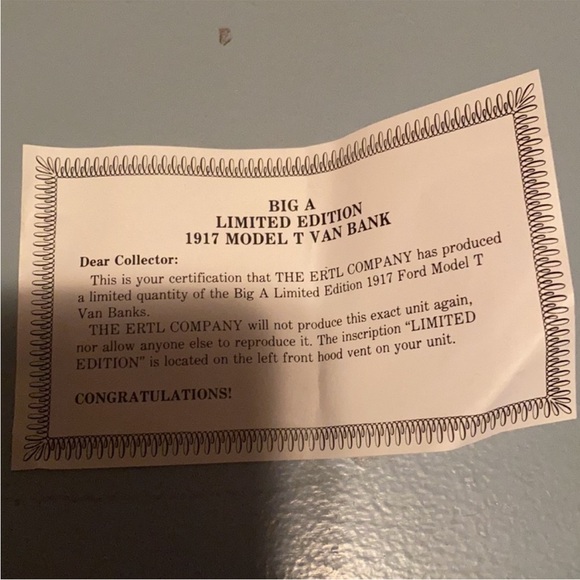 BIG A
LIMITED EDITION
1917 MODEL T VAN BANK
Dear Collector:
This is your certification that THE ERTL COMPANY has produced
a limited quantity of the Big A Limited Edition 1917 Ford Model T
Van Banks.
THE ERTL COMPANY will not produce this exact unit again,
nor allow anyone else to reproduce it. The inscription "LIMITED
EDITION" is located on the left front hood vent on your unit.
CONGRATULATIONS!